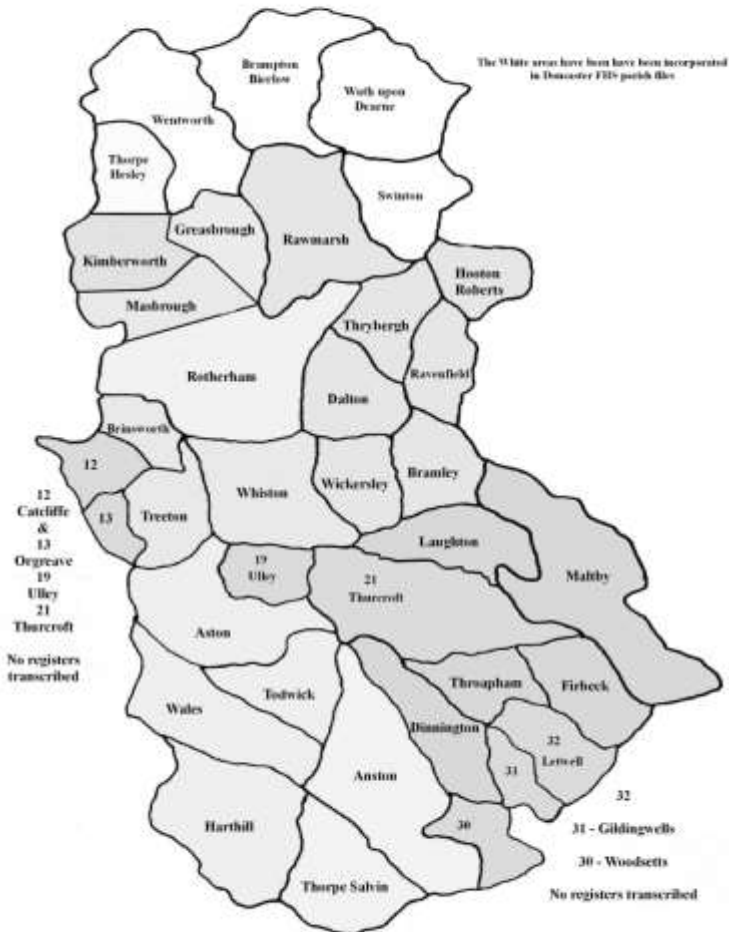 The White areas have been have been incorporated
in Doncaster FHS parish files
Brampton
Bierlow
Wath upon
Dearne
Wentworth
Thorpe
Hesley
Swinton
Greasbrough
Rawmarsh
Kimberworth
Hooton
Roberts
Masbrough
Thrybergh
Rotherham
Ravenfield
Dalton
Brinsworth
12
Whiston
Wickersley
Bramley
12
Catcliffe
&
13
Orgreave
19
Ulley
21
Thurcroft
No registers
transcribed
13
Treeton
Laughton
19
Ulley
21
Thurcroft
Maltby
Aston
Todwick
Throapham
Firbeck
Wales
Dinnington
32
Letwell
Anston
31
32
Harthill
30
31 - Gildingwells
30 - Woodsetts
Thorpe Salvin
No registers transcribed